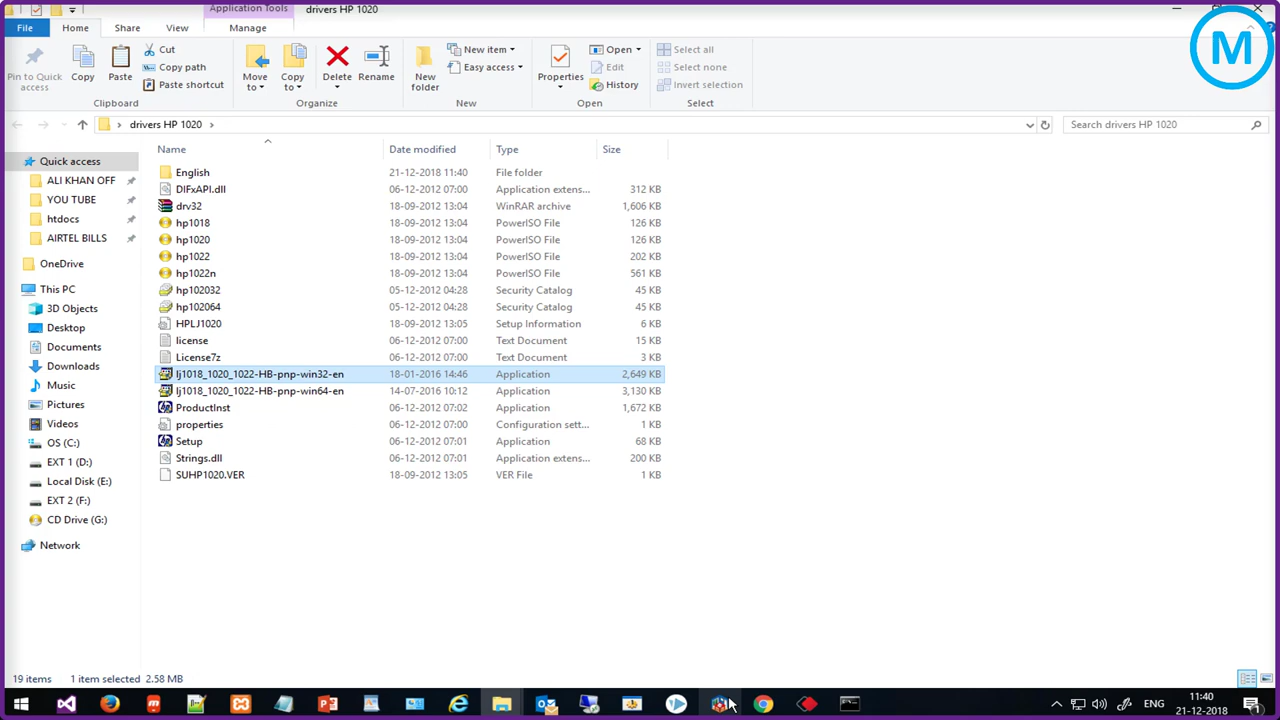 Application Tools
drivers HP 1020
M
File
Home
Share
View
Manage
Pin to Quick access
Copy
Paste
Cut
Copy path
Paste shortcut
Clipboard
Move to
Copy to
Delete
Rename
Organize
New folder
New item
Easy access
New
Properties
Open
Edit
History
Open
Select all
Select none
Invert selection
Select
drivers HP 1020
Search drivers HP 1020
Quick access
ALI KHAN OFF
YOU TUBE
htdocs
AIRTEL BILLS
OneDrive
This PC
3D Objects
Desktop
Documents
Downloads
Music
Pictures
Videos
OS (C:)
EXT 1 (D:)
Local Disk (E:)
EXT 2 (F:)
CD Drive (G:)
Network
Name Date modified Type Size
English 21-12-2018 11:40 File folder
DIFxAPI.dll 06-12-2012 07:00 Application extens... 312 KB
drv32 18-09-2012 13:04 WinRAR archive 1,606 KB
hp1018 18-09-2012 13:04 PowerISO File 126 KB
hp1020 18-09-2012 13:04 PowerISO File 126 KB
hp1022 18-09-2012 13:04 PowerISO File 202 KB
hp1022n 18-09-2012 13:04 PowerISO File 561 KB
hp102032 05-12-2012 04:28 Security Catalog 45 KB
hp102064 05-12-2012 04:28 Security Catalog 45 KB
HPLJ1020 18-09-2012 13:05 Setup Information 6 KB
license 06-12-2012 07:00 Text Document 15 KB
License7z 06-12-2012 07:00 Text Document 3 KB
lj1018_1020_1022-HB-pnp-win32-en 18-01-2016 14:46 Application 2,649 KB
lj1018_1020_1022-HB-pnp-win64-en 14-07-2016 10:12 Application 3,130 KB
ProductInst 06-12-2012 07:02 Application 1,672 KB
properties 06-12-2012 07:00 Configuration sett... 1 KB
Setup 06-12-2012 07:01 Application 68 KB
Strings.dll 06-12-2012 07:01 Application extens... 200 KB
SUHP1020.VER 18-09-2012 13:05 VER File 1 KB
19 items 1 item selected 2.58 MB
ENG
11:40
21-12-2018